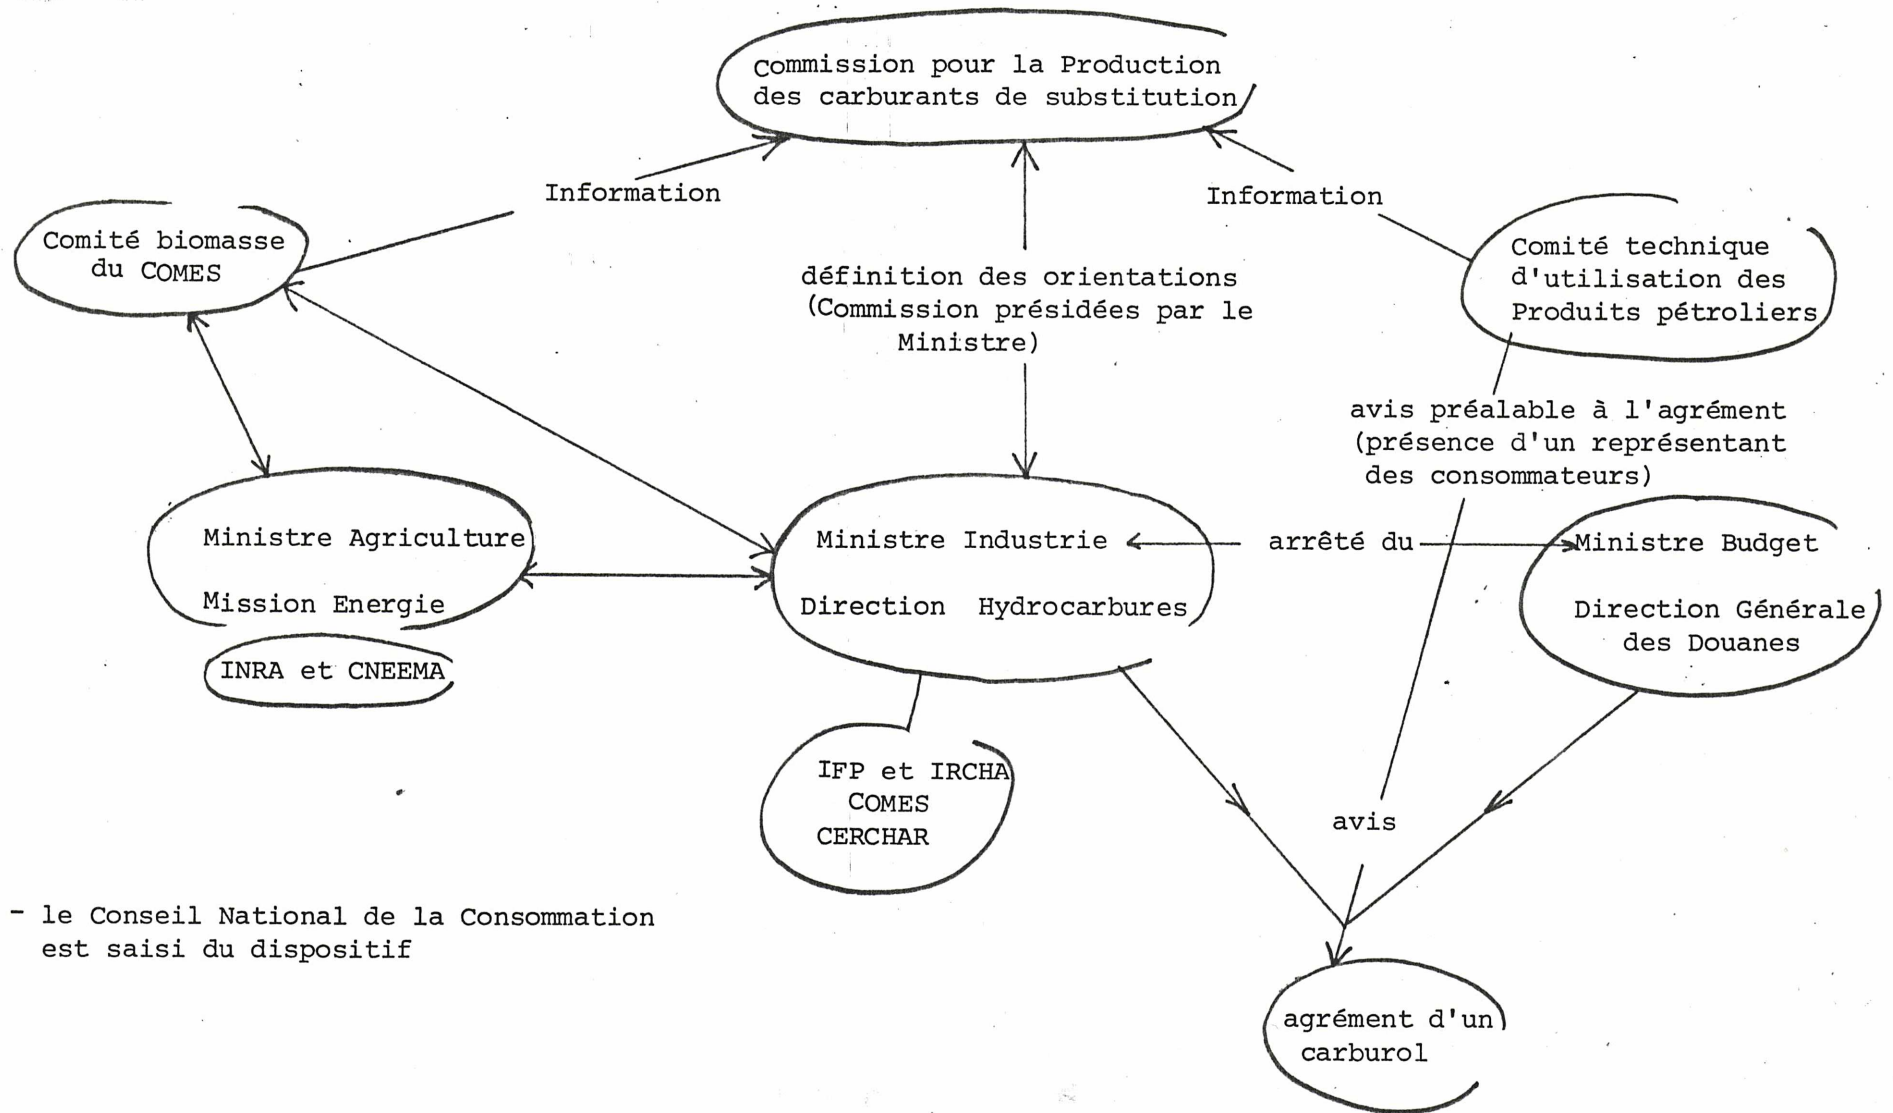 Commission pour la Production
des carburants de substitution
Information
Information
Comité biomasse
du COMES
Comité technique
d'utilisation des
Produits pétroliers
définition des orientations
(Commission présidées par le
Ministre)
avis préalable à l'agrément
(présence d'un représentant
des consommateurs)
Ministre Agriculture
Mission Energie
INRA et CNEEMA
Ministre Industrie
Direction Hydrocarbures
arrêté du
Ministre Budget
Direction Générale
des Douanes
IFP et IRCHA
COMES
CERCHAR
avis
- le Conseil National de la Consommation
est saisi du dispositif
agrément d'un
carburol